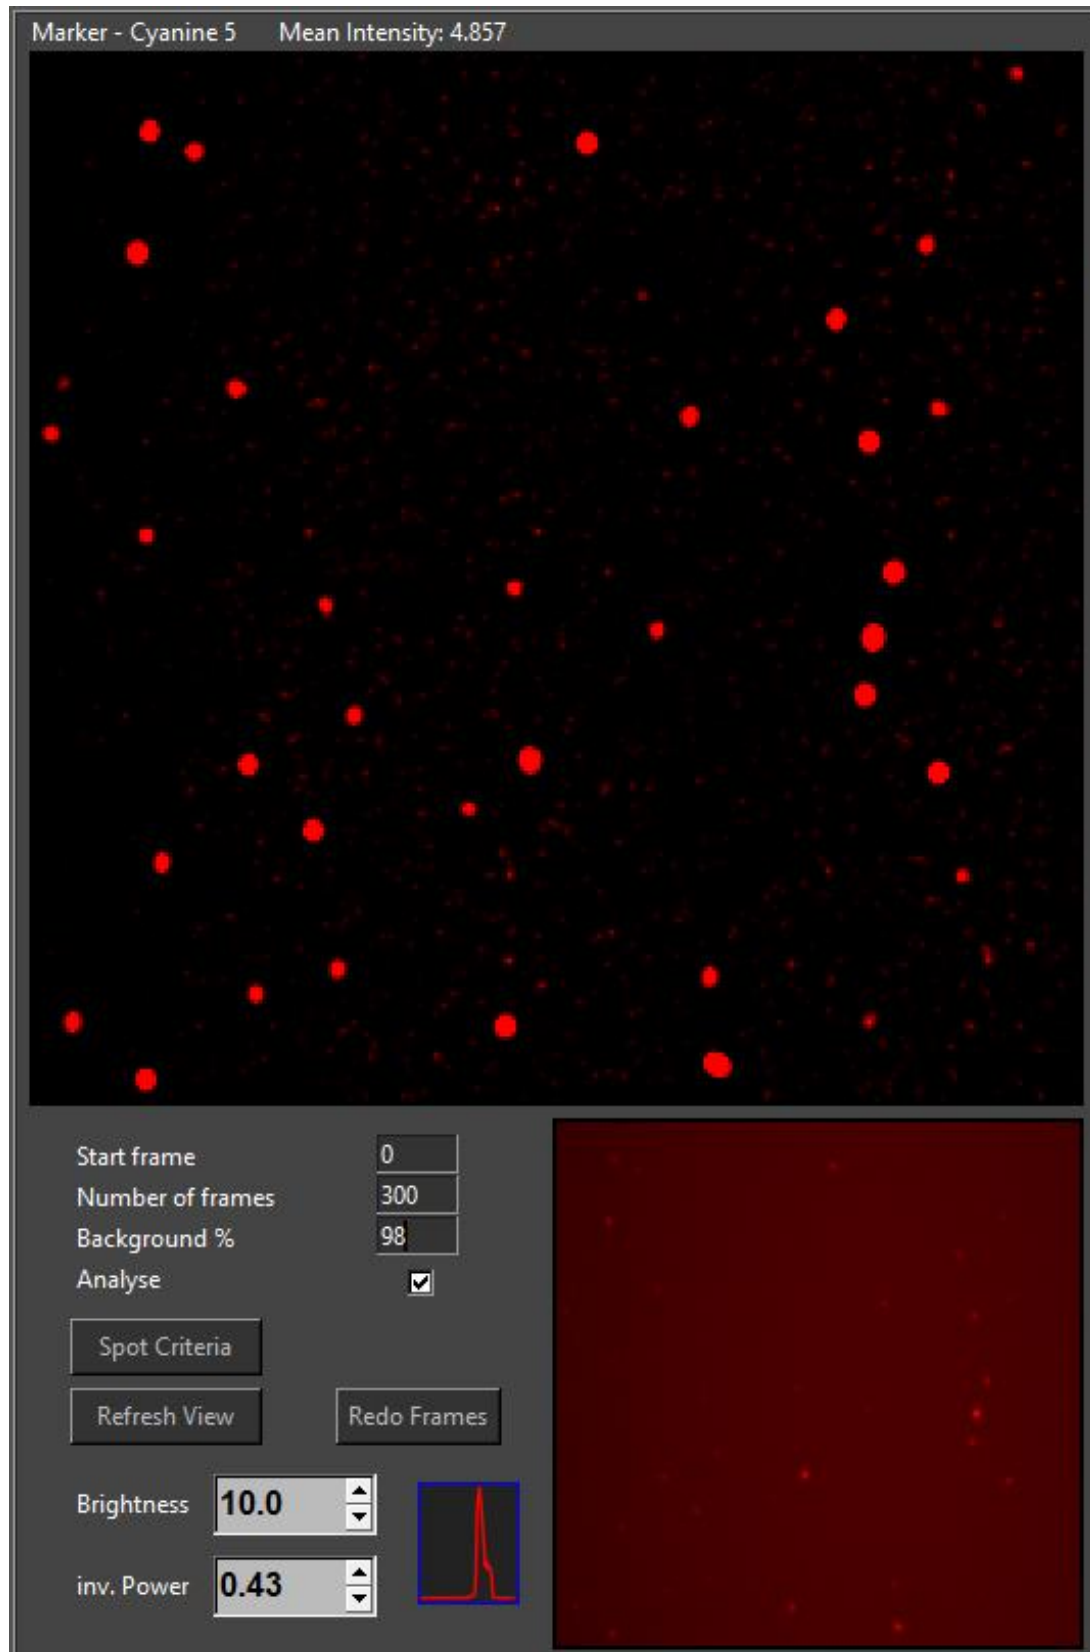 Marker - Cyanine 5 Mean Intensity: 4.857
Start frame 0
Number of frames 300
Background % 98
Analyse
Spot Criteria
Refresh View Redo Frames
Brightness 10.0
inv. Power 0.43